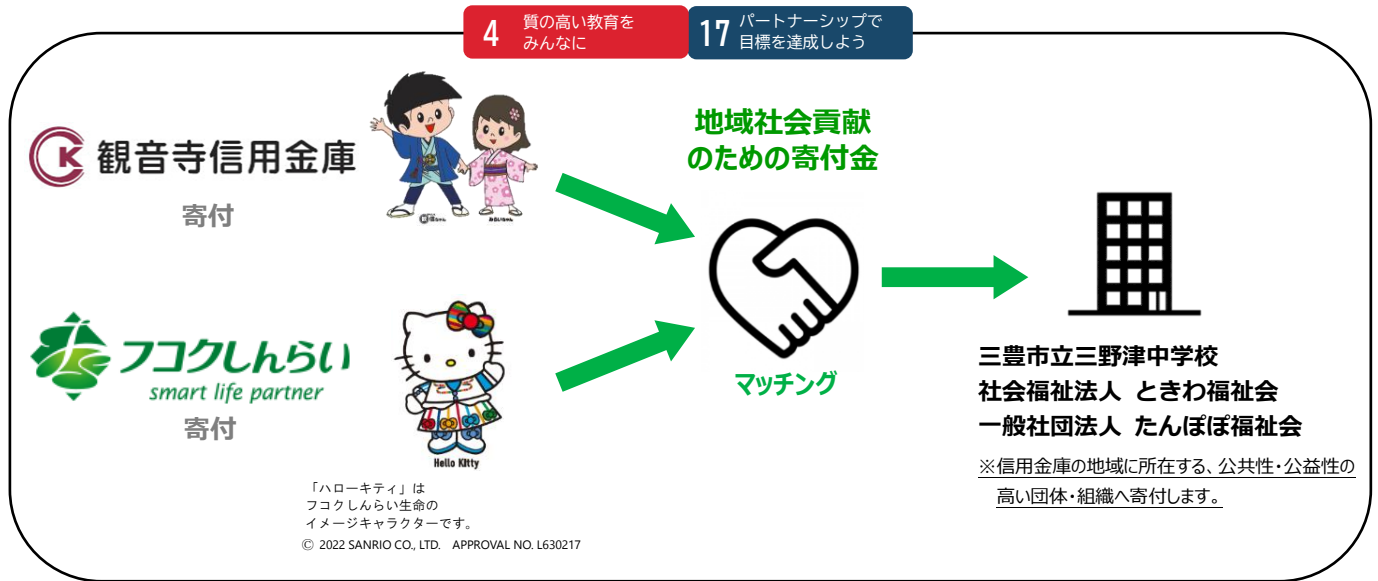 4 質の高い教育を
みんなに
17 パートナーシップで
目標を達成しよう
CK 観音寺信用金庫
寄付
みらいちゃん
地域社会貢献
のための寄付金
マッチング
フコクしんらい
smart life partner
寄付
Hello Kitty
「ハローキティ」は
フコクしんらい生命の
イメージキャラクターです。
© 2022 SANRIO CO., LTD. APPROVAL NO. L630217
三豊市立三野津中学校
社会福祉法人 ときわ福祉会
一般社団法人 たんぽぽ福祉会
※信用金庫の地域に所在する、公共性・公益性の
高い団体・組織へ寄付します。